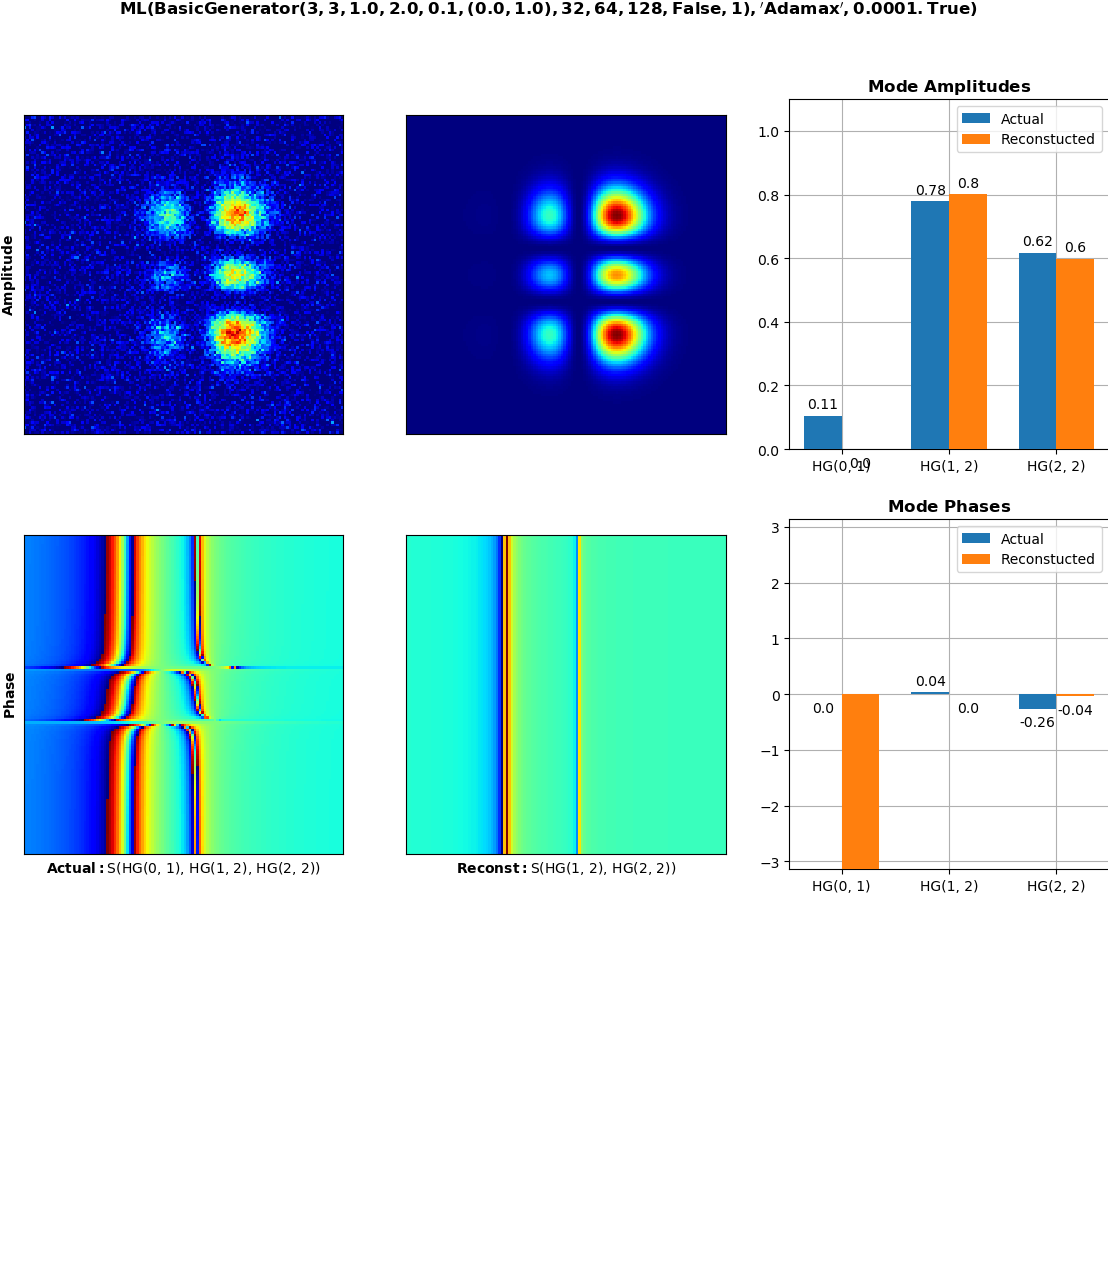 ML(BasicGenerator(3, 3, 1.0, 2.0, 0.1, (0.0, 1.0), 32, 64, 128, False, 1), ′Adamax′, 0.0001. True)
Amplitude
Mode Amplitudes
Actual
Reconstucted
1.0
0.8
0.6
0.4
0.2
0.0
0.11
0.0
0.78
0.8
0.62
0.6
HG(0, 1)
HG(1, 2)
HG(2, 2)
Phase
Actual: S(HG(0, 1), HG(1, 2), HG(2, 2))
Reconst: S(HG(1, 2), HG(2, 2))
Mode Phases
Actual
Reconstucted
3
2
1
0
−1
−2
−3
0.0
0.04
0.0
-0.26
-0.04
HG(0, 1)
HG(1, 2)
HG(2, 2)